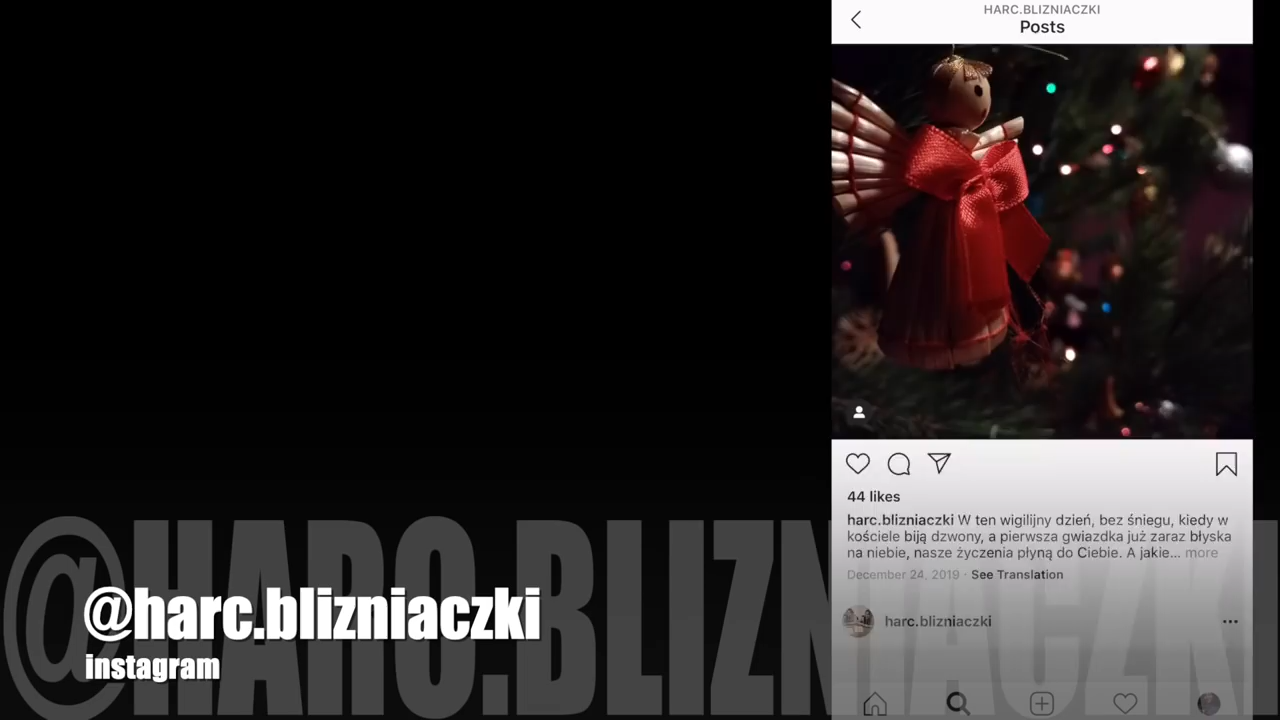 HARC.BLIZNIACZKI
Posts
44 likes
harc.blizniaczki W ten wigilijny dzień, bez śniegu, kiedy w
kościele biją dzwony, a pierwsza gwiazdka już zaraz błyska
na niebie, nasze życzenia płyną do Ciebie. A jakie... more
December 24, 2019 · See Translation
harc.blizniaczki
@HARC.BLIZNIACZKI
@harc.blizniaczki
instagram